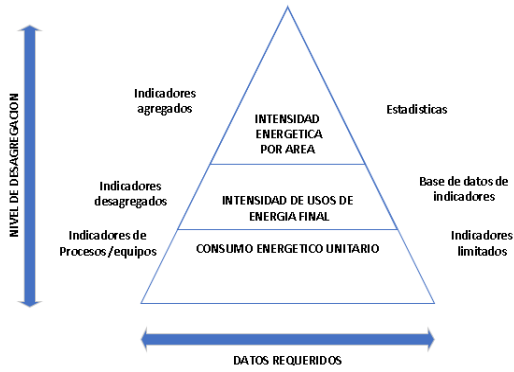 Indicadores
agregados
INTENSIDAD
ENERGETICA
POR AREA
Estadisticas
NIVEL DE DESAGREGACION
Indicadores
desagregados
INTENSIDAD DE USOS DE
ENERGIA FINAL
Base de datos de
indicadores
Indicadores de
Procesos/equipos
CONSUMO ENERGETICO UNITARIO
Indicadores
limitados
DATOS REQUERIDOS